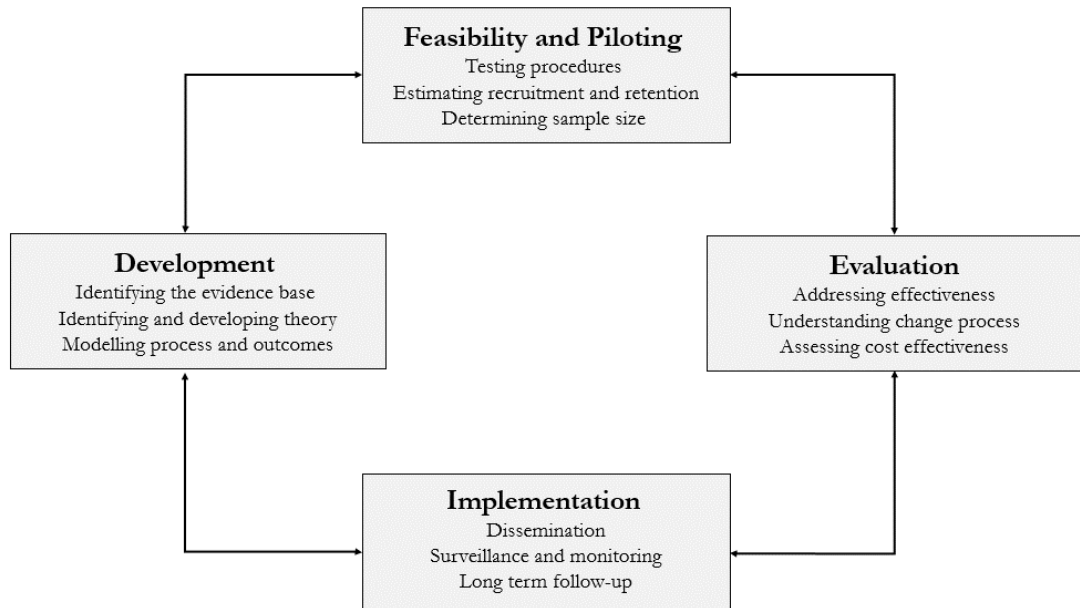 Feasibility and Piloting
Testing procedures
Estimating recruitment and retention
Determining sample size
Development
Identifying the evidence base
Identifying and developing theory
Modelling process and outcomes
Evaluation
Addressing effectiveness
Understanding change process
Assessing cost effectiveness
Implementation
Dissemination
Surveillance and monitoring
Long term follow-up